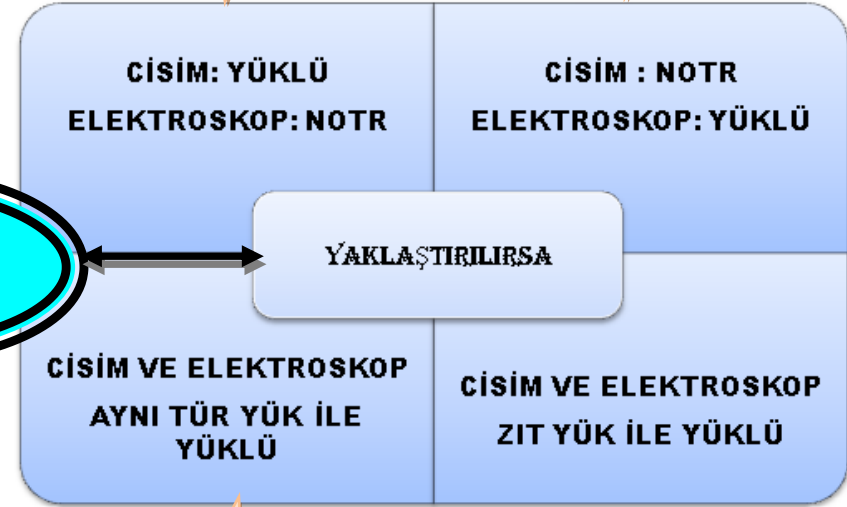 CİSİM: YÜKLÜ
ELEKTROSKOP: NOTR
CİSİM : NOTR
ELEKTROSKOP: YÜKLÜ
YAKLAŞTIRILIRSA
CİSİM VE ELEKTROSKOP
AYNI TÜR YÜK İLE
YÜKLÜ
CİSİM VE ELEKTROSKOP
ZIT YÜK İLE YÜKLÜ